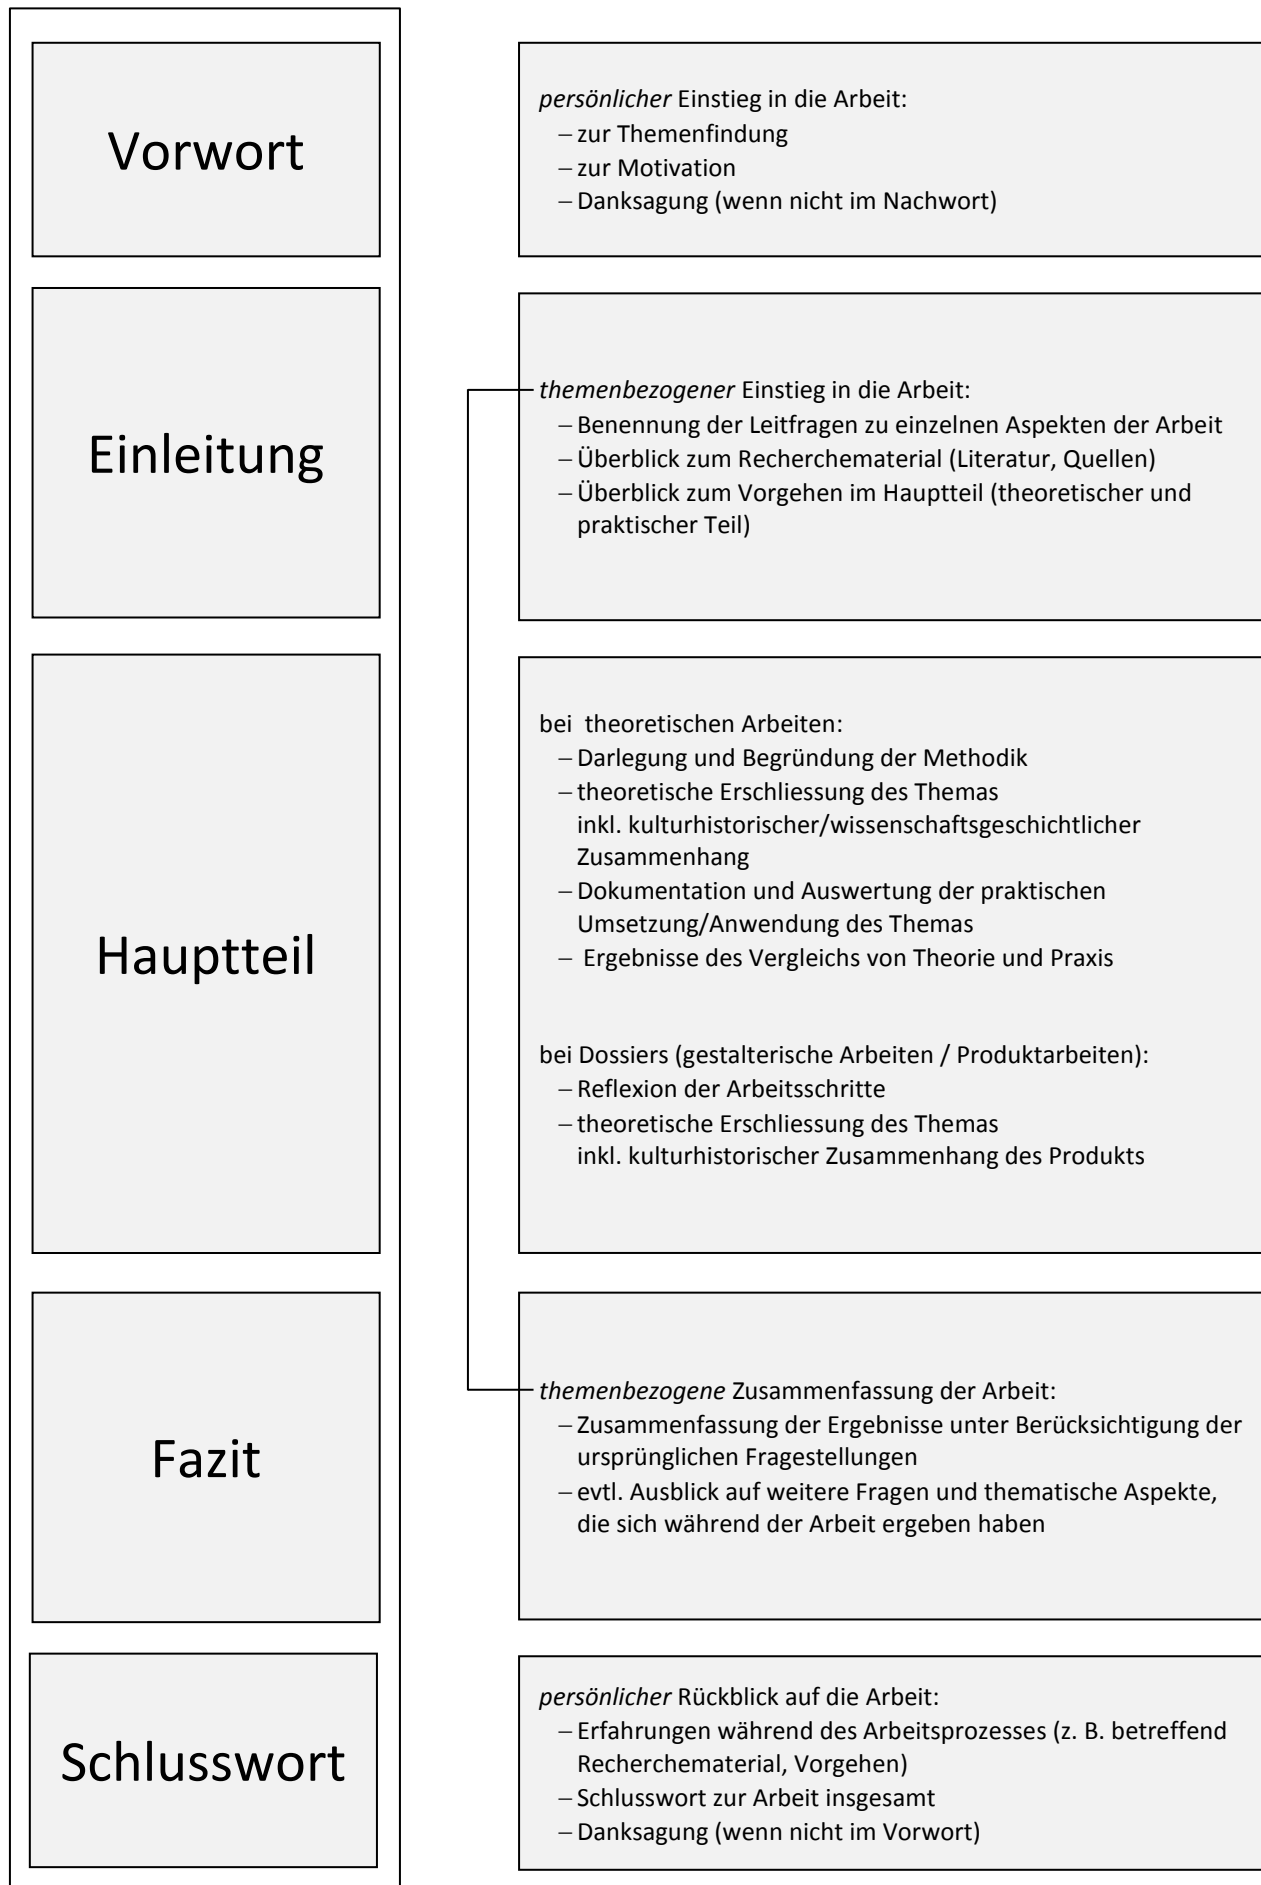 Vorwort
persönlicher Einstieg in die Arbeit:
– zur Themenfindung
– zur Motivation
– Danksagung (wenn nicht im Nachwort)
Einleitung
themenbezogener Einstieg in die Arbeit:
– Benennung der Leitfragen zu einzelnen Aspekten der Arbeit
– Überblick zum Recherchematerial (Literatur, Quellen)
– Überblick zum Vorgehen im Hauptteil (theoretischer und
praktischer Teil)
Hauptteil
bei theoretischen Arbeiten:
– Darlegung und Begründung der Methodik
– theoretische Erschliessung des Themas
inkl. kulturhistorischer/wissenschaftsgeschichtlicher
Zusammenhang
– Dokumentation und Auswertung der praktischen
Umsetzung/Anwendung des Themas
– Ergebnisse des Vergleichs von Theorie und Praxis
bei Dossiers (gestalterische Arbeiten / Produktarbeiten):
– Reflexion der Arbeitsschritte
– theoretische Erschliessung des Themas
inkl. kulturhistorischer Zusammenhang des Produkts
Fazit
themenbezogene Zusammenfassung der Arbeit:
– Zusammenfassung der Ergebnisse unter Berücksichtigung der
ursprünglichen Fragestellungen
– evtl. Ausblick auf weitere Fragen und thematische Aspekte,
die sich während der Arbeit ergeben haben
Schlusswort
persönlicher Rückblick auf die Arbeit:
– Erfahrungen während des Arbeitsprozesses (z. B. betreffend
Recherchematerial, Vorgehen)
– Schlusswort zur Arbeit insgesamt
– Danksagung (wenn nicht im Vorwort)